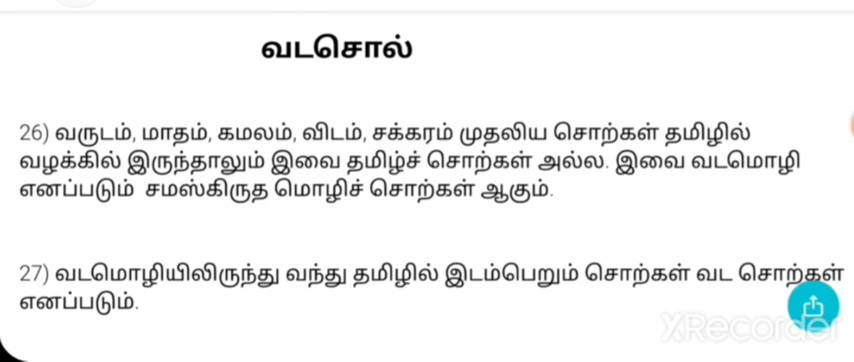 வடசொல்
26) வருடம், மாதம், கமலம், விடம், சக்கரம் முதலிய சொற்கள் தமிழில்
வழக்கில் இருந்தாலும் இவை தமிழ்ச் சொற்கள் அல்ல. இவை வடமொழி
எனப்படும் சமஸ்கிருத மொழிச் சொற்கள் ஆகும்.
27) வடமொழியிலிருந்து வந்து தமிழில் இடம்பெறும் சொற்கள் வட சொற்கள்
எனப்படும்.
XRecorder